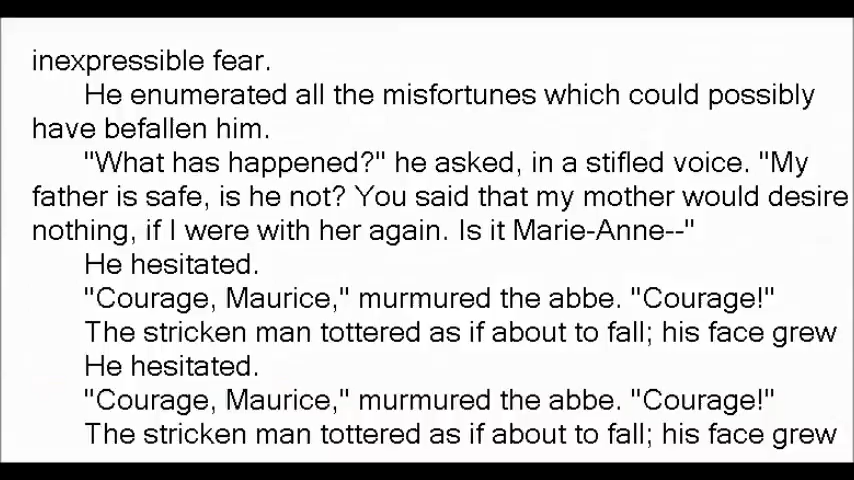 inexpressible fear.
He enumerated all the misfortunes which could possibly
have befallen him.
"What has happened?" he asked, in a stifled voice. "My
father is safe, is he not? You said that my mother would desire
nothing, if I were with her again. Is it Marie-Anne--"
He hesitated.
"Courage, Maurice," murmured the abbe. "Courage!"
The stricken man tottered as if about to fall; his face grew
He hesitated.
"Courage, Maurice," murmured the abbe. "Courage!"
The stricken man tottered as if about to fall; his face grew